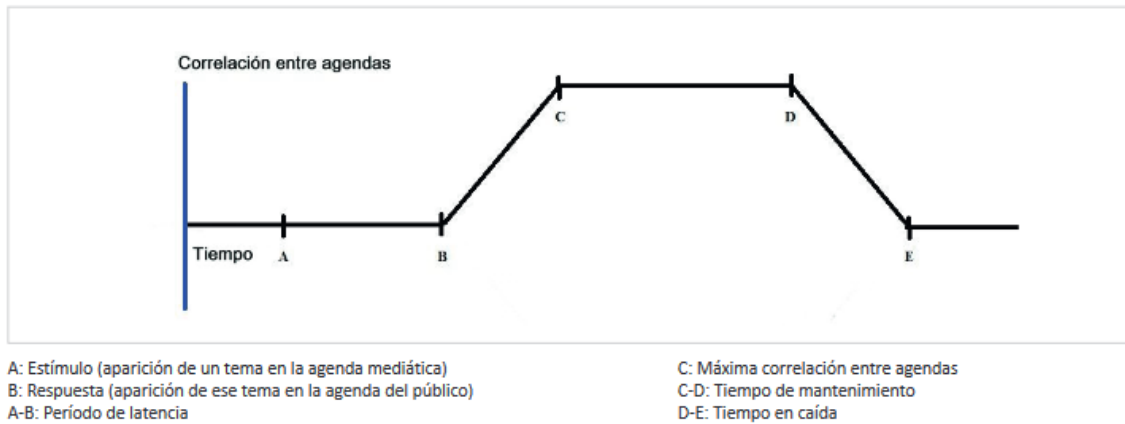 Correlación entre agendas
C
D
Tiempo
A
B
E
A: Estímulo (aparición de un tema en la agenda mediática)
B: Respuesta (aparición de ese tema en la agenda del público)
A-B: Período de latencia
C: Máxima correlación entre agendas
C-D: Tiempo de mantenimiento
D-E: Tiempo en caída